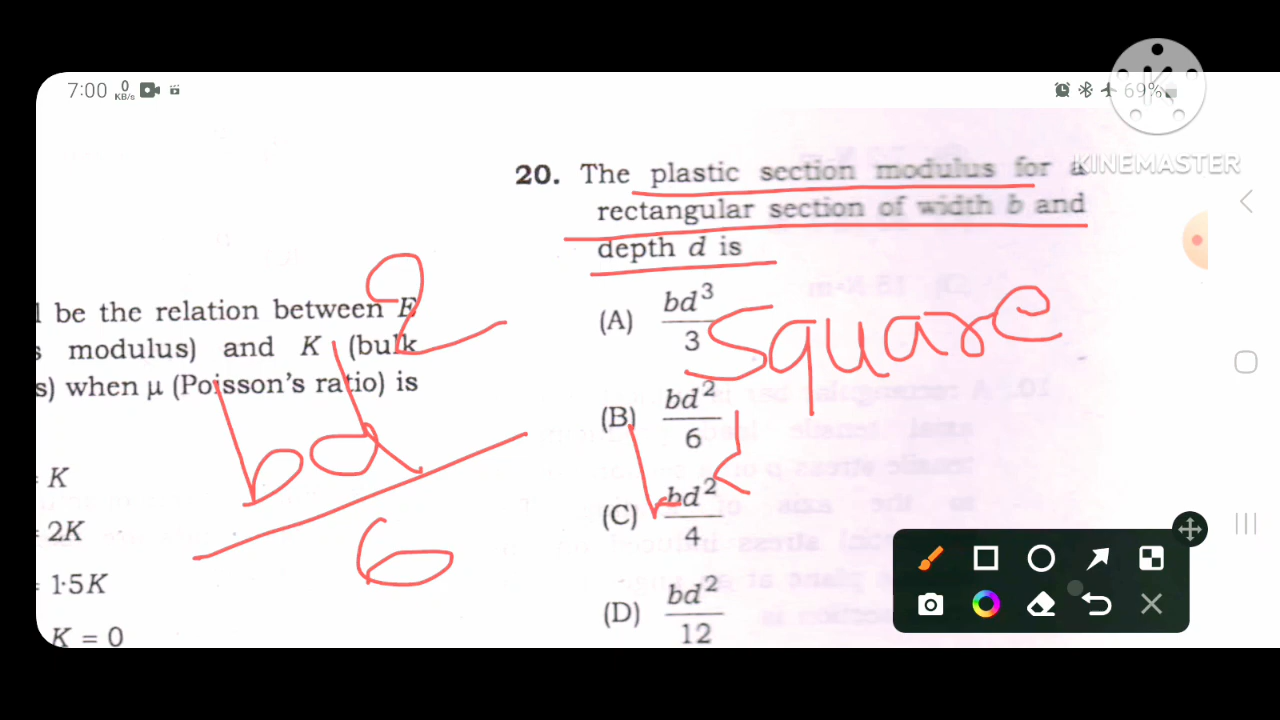 7:00 0 KB/s
69%
KINEMASTER
20. The plastic section modulus for a
rectangular section of width b and
depth d is
(A) bd³/3
(B) bd²/6
(C) bd²/4
(D) bd²/12
Square
be the relation between E
modulus) and K (bulk
s) when μ (Poisson's ratio) is
= K
= 2K
= 1·5K
K = 0
bd²
6